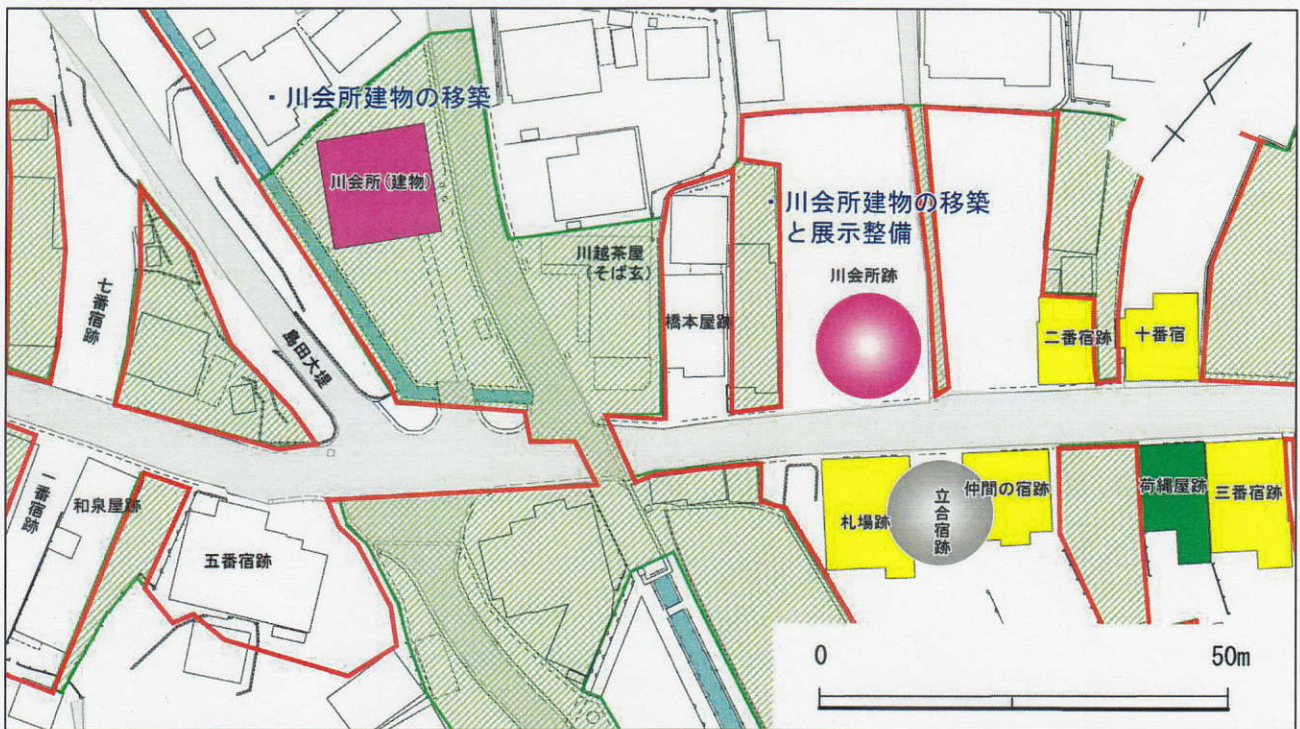 ・川会所建物の移築
川会所(建物)
・川会所建物の移築
と展示整備
川会所跡
川越茶屋
(そば玄)
橋本屋跡
二番宿跡
十番宿
七番宿跡
島田大堤
一番宿跡
和泉屋跡
五番宿跡
札場跡
立合宿跡
仲間の宿跡
荷縄屋跡
三番宿跡
0
50m